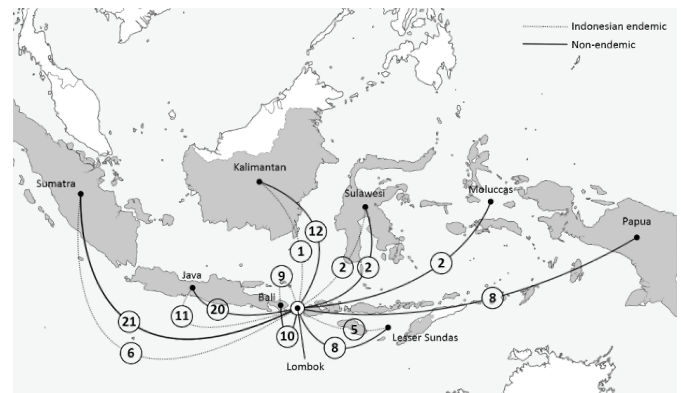 Indonesian endemic
Non-endemic
Kalimantan
Sumatra
Sulawesi
Moluccas
Papua
12
1
2
2
2
Java
9
Bali
8
20
11
21
10
5
8
6
Lesser Sundas
Lombok